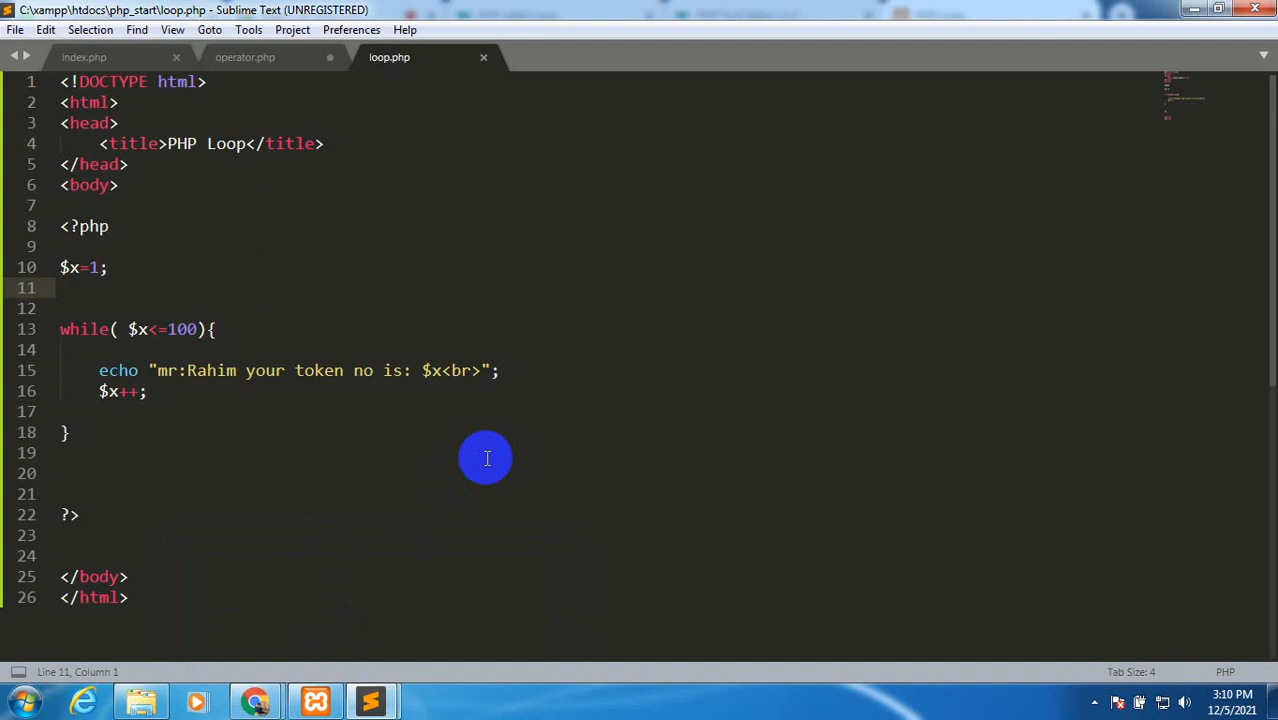 C:\xampp\htdocs\php_start\loop.php - Sublime Text (UNREGISTERED)
File Edit Selection Find View Goto Tools Project Preferences Help
index.php operator.php loop.php
1 <!DOCTYPE html>
2 <html>
3 <head>
4 <title>PHP Loop</title>
5 </head>
6 <body>
7
8 <?php
9
10 $x=1;
11
12
13 while( $x<=100){
14
15 echo "mr:Rahim your token no is: $x<br>";
16 $x++;
17
18 }
19
20
21
22 ?>
23
24
25 </body>
26 </html>
Line 11, Column 1 Tab Size: 4 PHP
3:10 PM
12/5/2021